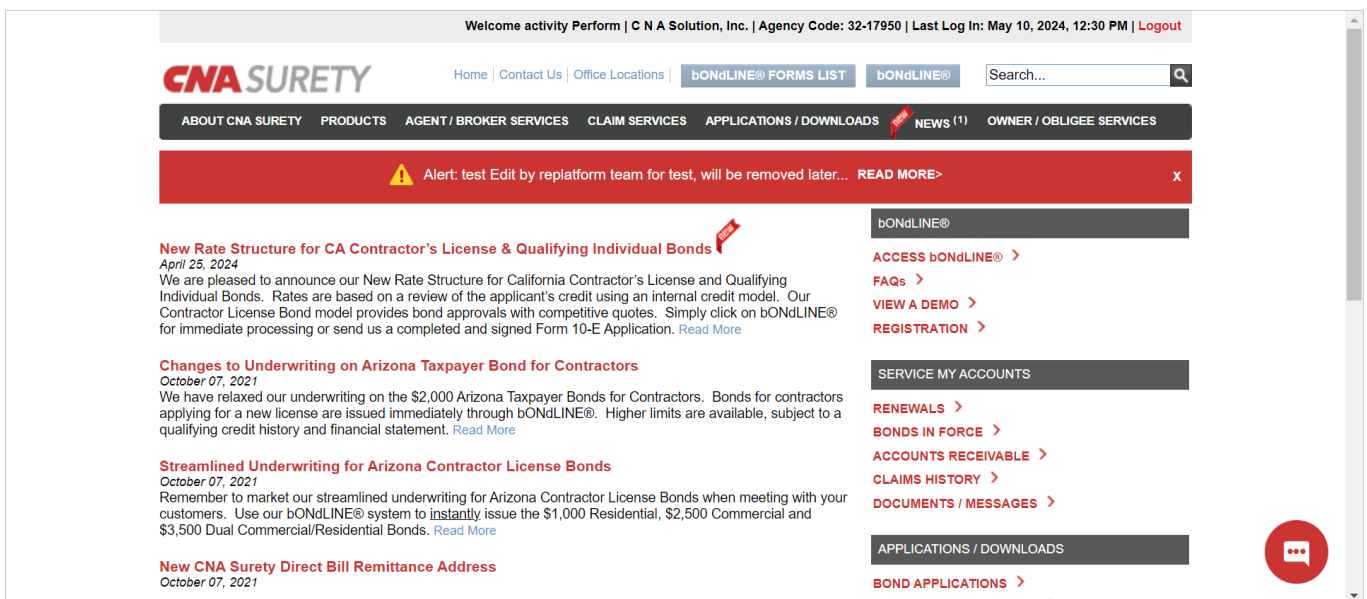 Welcome activity Perform | C N A Solution, Inc. | Agency Code: 32-17950 | Last Log In: May 10, 2024, 12:30 PM | Logout
CNA SURETY
Home | Contact Us | Office Locations | bONdLINE® FORMS LIST bONdLINE® Search...
ABOUT CNA SURETY PRODUCTS AGENT / BROKER SERVICES CLAIM SERVICES APPLICATIONS / DOWNLOADS new NEWS (1) OWNER / OBLIGEE SERVICES
Alert: test Edit by replatform team for test, will be removed later... READ MORE> X
New Rate Structure for CA Contractor’s License & Qualifying Individual Bonds new
April 25, 2024
We are pleased to announce our New Rate Structure for California Contractor’s License and Qualifying
Individual Bonds. Rates are based on a review of the applicant’s credit using an internal credit model. Our
Contractor License Bond model provides bond approvals with competitive quotes. Simply click on bONdLINE®
for immediate processing or send us a completed and signed Form 10-E Application. Read More
Changes to Underwriting on Arizona Taxpayer Bond for Contractors
October 07, 2021
We have relaxed our underwriting on the $2,000 Arizona Taxpayer Bonds for Contractors. Bonds for contractors
applying for a new license are issued immediately through bONdLINE®. Higher limits are available, subject to a
qualifying credit history and financial statement. Read More
Streamlined Underwriting for Arizona Contractor License Bonds
October 07, 2021
Remember to market our streamlined underwriting for Arizona Contractor License Bonds when meeting with your
customers. Use our bONdLINE® system to instantly issue the $1,000 Residential, $2,500 Commercial and
$3,500 Dual Commercial/Residential Bonds. Read More
New CNA Surety Direct Bill Remittance Address
October 07, 2021
bONdLINE®
ACCESS bONdLINE®
FAQs
VIEW A DEMO
REGISTRATION
SERVICE MY ACCOUNTS
RENEWALS
BONDS IN FORCE
ACCOUNTS RECEIVABLE
CLAIMS HISTORY
DOCUMENTS / MESSAGES
APPLICATIONS / DOWNLOADS
BOND APPLICATIONS